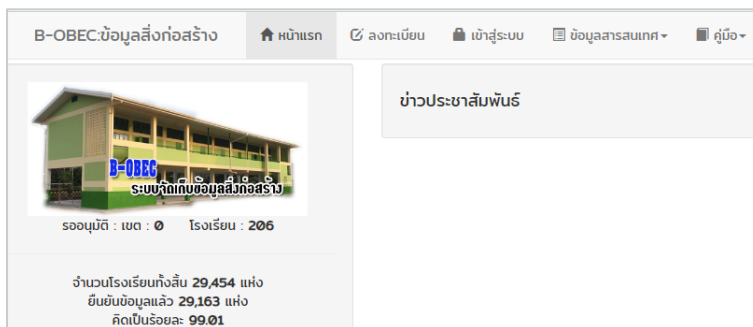 B-OBEC:ข้อมูลสิ่งก่อสร้าง หน้าแรก ลงทะเบียน เข้าสู่ระบบ ข้อมูลสารสนเทศ คู่มือ
B-OBEC
ระบบจัดเก็บข้อมูลสิ่งก่อสร้าง
รออนุมัติ : เขต : 0 โรงเรียน : 206
จำนวนโรงเรียนทั้งสิ้น 29,454 แห่ง
ยืนยันข้อมูลแล้ว 29,163 แห่ง
คิดเป็นร้อยละ 99.01
ข่าวประชาสัมพันธ์